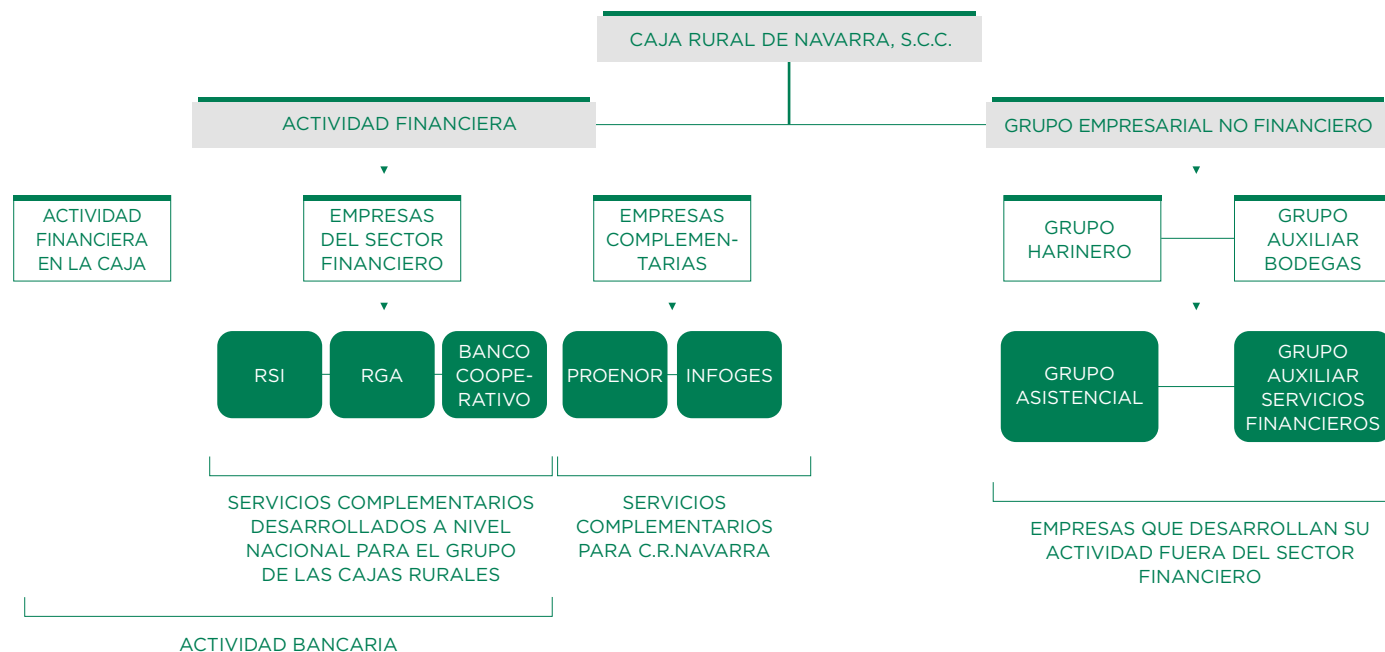 CAJA RURAL DE NAVARRA, S.C.C.
ACTIVIDAD FINANCIERA
GRUPO EMPRESARIAL NO FINANCIERO
ACTIVIDAD
FINANCIERA
EN LA CAJA
EMPRESAS
DEL SECTOR
FINANCIERO
EMPRESAS
COMPLEMEN-
TARIAS
GRUPO
HARINERO
GRUPO
AUXILIAR
BODEGAS
RSI
RGA
BANCO
COOPE-
RATIVO
PROENOR
INFOGES
GRUPO
ASISTENCIAL
GRUPO
AUXILIAR
SERVICIOS
FINANCIEROS
SERVICIOS COMPLEMENTARIOS
DESARROLLADOS A NIVEL
NACIONAL PARA EL GRUPO
DE LAS CAJAS RURALES
SERVICIOS
COMPLEMENTARIOS
PARA C.R.NAVARRA
EMPRESAS QUE DESARROLLAN SU
ACTIVIDAD FUERA DEL SECTOR
FINANCIERO
ACTIVIDAD BANCARIA